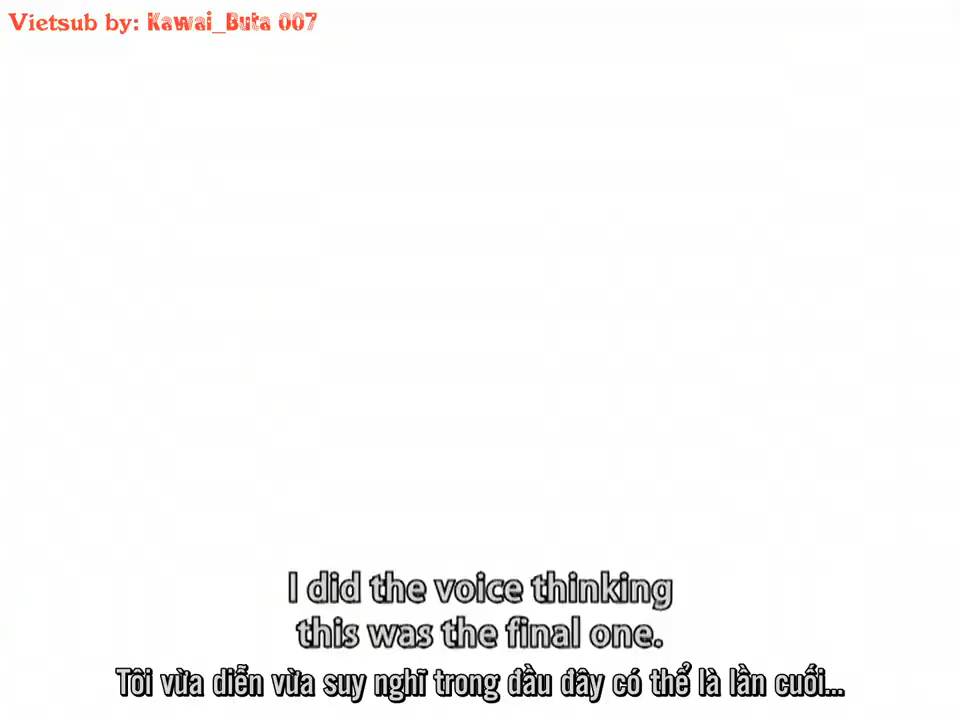 Vietsub by: Kawai_Buta 007
I did the voice thinking
this was the final one.
Tôi vừa diễn vừa suy nghĩ trong đầu đây có thể là lần cuối...